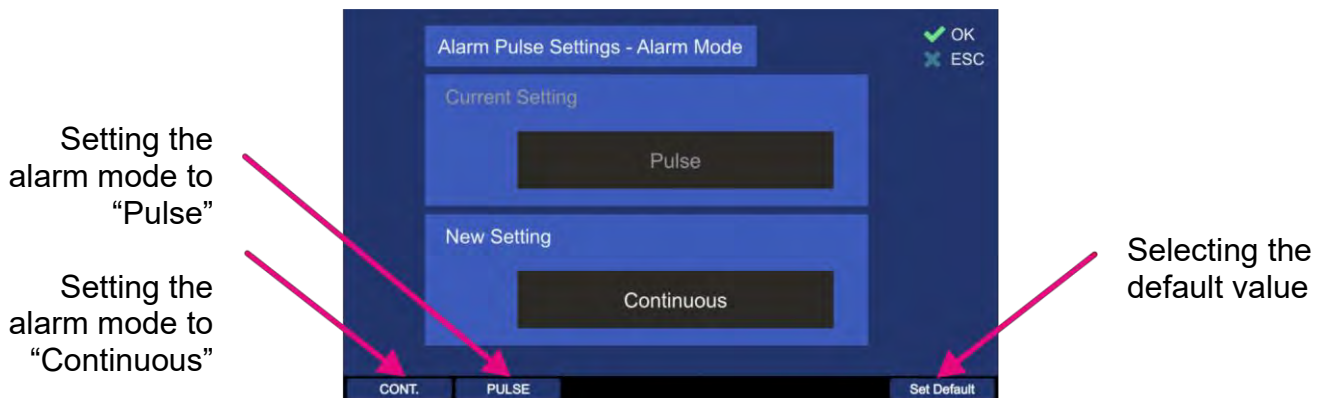 Alarm Pulse Settings - Alarm Mode
OK
ESC
Current Setting
Pulse
Setting the
alarm mode to
“Pulse”
New Setting
Continuous
Setting the
alarm mode to
“Continuous”
Selecting the
default value
CONT.
PULSE
Set Default